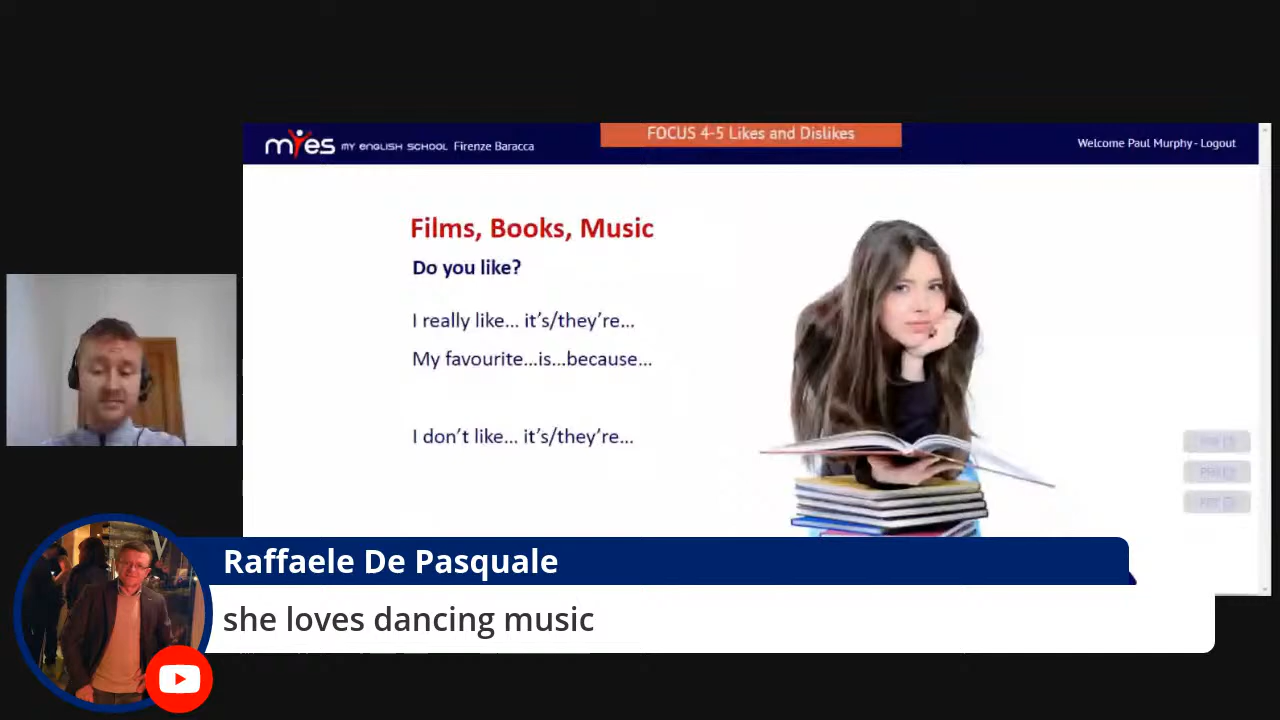 FOCUS 4-5 Likes and Dislikes
myes MY ENGLISH SCHOOL Firenze Baracca
Welcome Paul Murphy - Logout
Films, Books, Music
Do you like?
I really like... it's/they're...
My favourite...is...because...
I don't like... it's/they're...
Raffaele De Pasquale
she loves dancing music